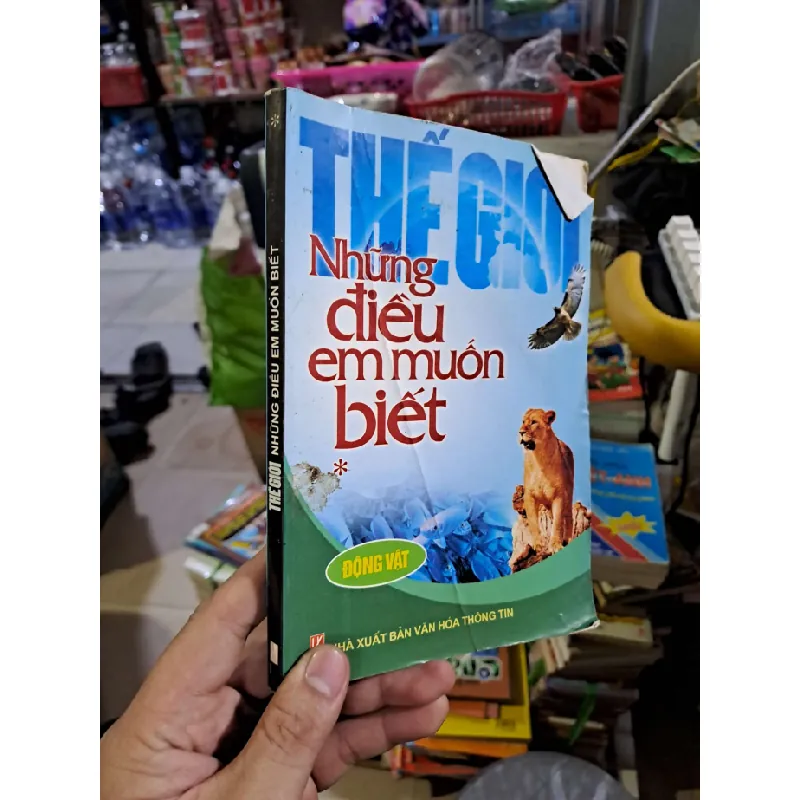 THẾ GIỚI
Những
điều
em muốn
biết
*
ĐỘNG VẬT
NHÀ XUẤT BẢN VĂN HÓA THÔNG TIN
* THẾ GIỚI NHỮNG ĐIỀU EM MUỐN BIẾT